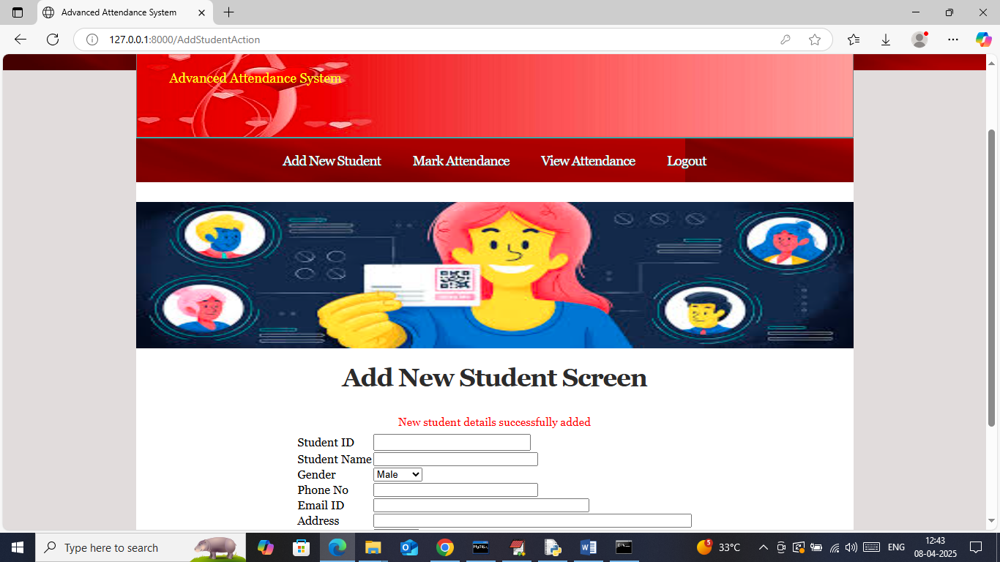 Advanced Attendance System
127.0.0.1:8000/AddStudentAction
Advanced Attendance System
Add New Student Mark Attendance View Attendance Logout
Add New Student Screen
New student details successfully added
Student ID
Student Name
Gender Male
Phone No
Email ID
Address
Type here to search
5 33°C ENG 12:43
08-04-2025